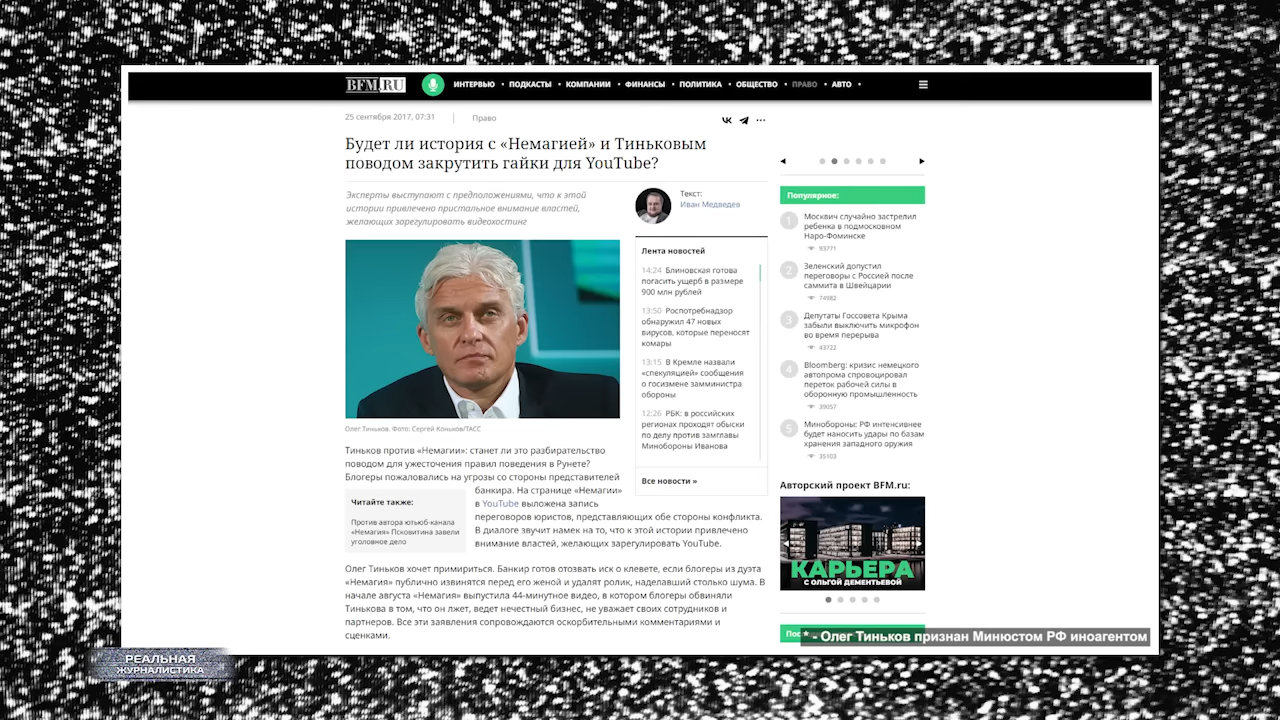 BFM.RU
ИНТЕРВЬЮ • ПОДКАСТЫ • КОМПАНИИ • ФИНАНСЫ • ПОЛИТИКА • ОБЩЕСТВО • ПРАВО • АВТО •
25 сентября 2017, 07:31 | Право
Будет ли история с «Немагией» и Тиньковым
поводом закрутить гайки для YouTube?
Эксперты выступают с предположениями, что к этой
истории привлечено пристальное внимание властей,
желающих зарегулировать видеохостинг
Олег Тиньков. Фото: Сергей Коньков/ТАСС
Тиньков против «Немагии»: станет ли это разбирательство
поводом для ужесточения правил поведения в Рунете?
Блогеры пожаловались на угрозы со стороны представителей
банкира. На странице «Немагии»
в YouTube выложена запись
переговоров юристов, представляющих обе стороны конфликта.
В диалоге звучит намек на то, что к этой истории привлечено
внимание властей, желающих зарегулировать YouTube.
Читайте также:
Против автора ютьюб-канала
«Немагия» Псковитина завели
уголовное дело
Олег Тиньков хочет примириться. Банкир готов отозвать иск о клевете, если блогеры из дуэта
«Немагия» публично извинятся перед его женой и удалят ролик, наделавший столько шума. В
начале августа «Немагия» выпустила 44-минутное видео, в котором блогеры обвиняли
Тинькова в том, что он лжет, ведет нечестный бизнес, не уважает своих сотрудников и
партнеров. Все эти заявления сопровождаются оскорбительными комментариями и
сценками.
Текст:
Иван Медведев
Лента новостей
14:24 Блиновская готова
погасить ущерб в размере
900 млн рублей
13:50 Роспотребнадзор
обнаружил 47 новых
вирусов, которые переносят
комары
13:15 В Кремле назвали
«спекуляцией» сообщения
о госизмене замминистра
обороны
12:26 РБК: в российских
регионах проходят обыски
по делу против замглавы
Минобороны Иванова
Все новости »
Популярное:
1 Москвич случайно застрелил
ребенка в подмосковном
Наро-Фоминске
93771
2 Зеленский допустил
переговоры с Россией после
саммита в Швейцарии
74982
3 Депутаты Госсовета Крыма
забыли выключить микрофон
во время перерыва
43722
4 Bloomberg: кризис немецкого
автопрома спровоцировал
переток рабочей силы в
оборонную промышленность
39057
5 Минобороны: РФ интенсивнее
будет наносить удары по базам
хранения западного оружия
35103
Авторский проект BFM.ru:
КАРЬЕРА
С ОЛЬГОЙ ДЕМЕНТЬЕВОЙ
* - Олег Тиньков признан Минюстом РФ иноагентом
РЕАЛЬНАЯ
ЖУРНАЛИСТИКА